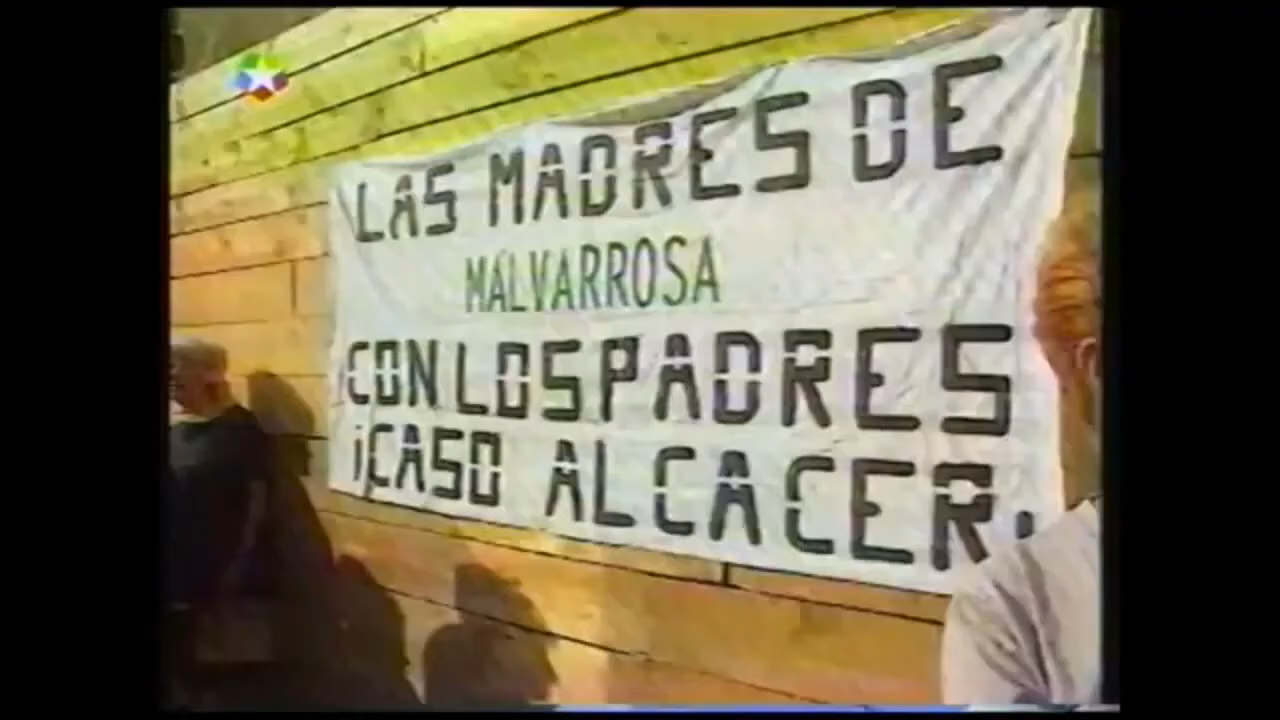 LAS MADRES DE
MALVARROSA
CON LOS PADRES
¡CASO ALCACER.